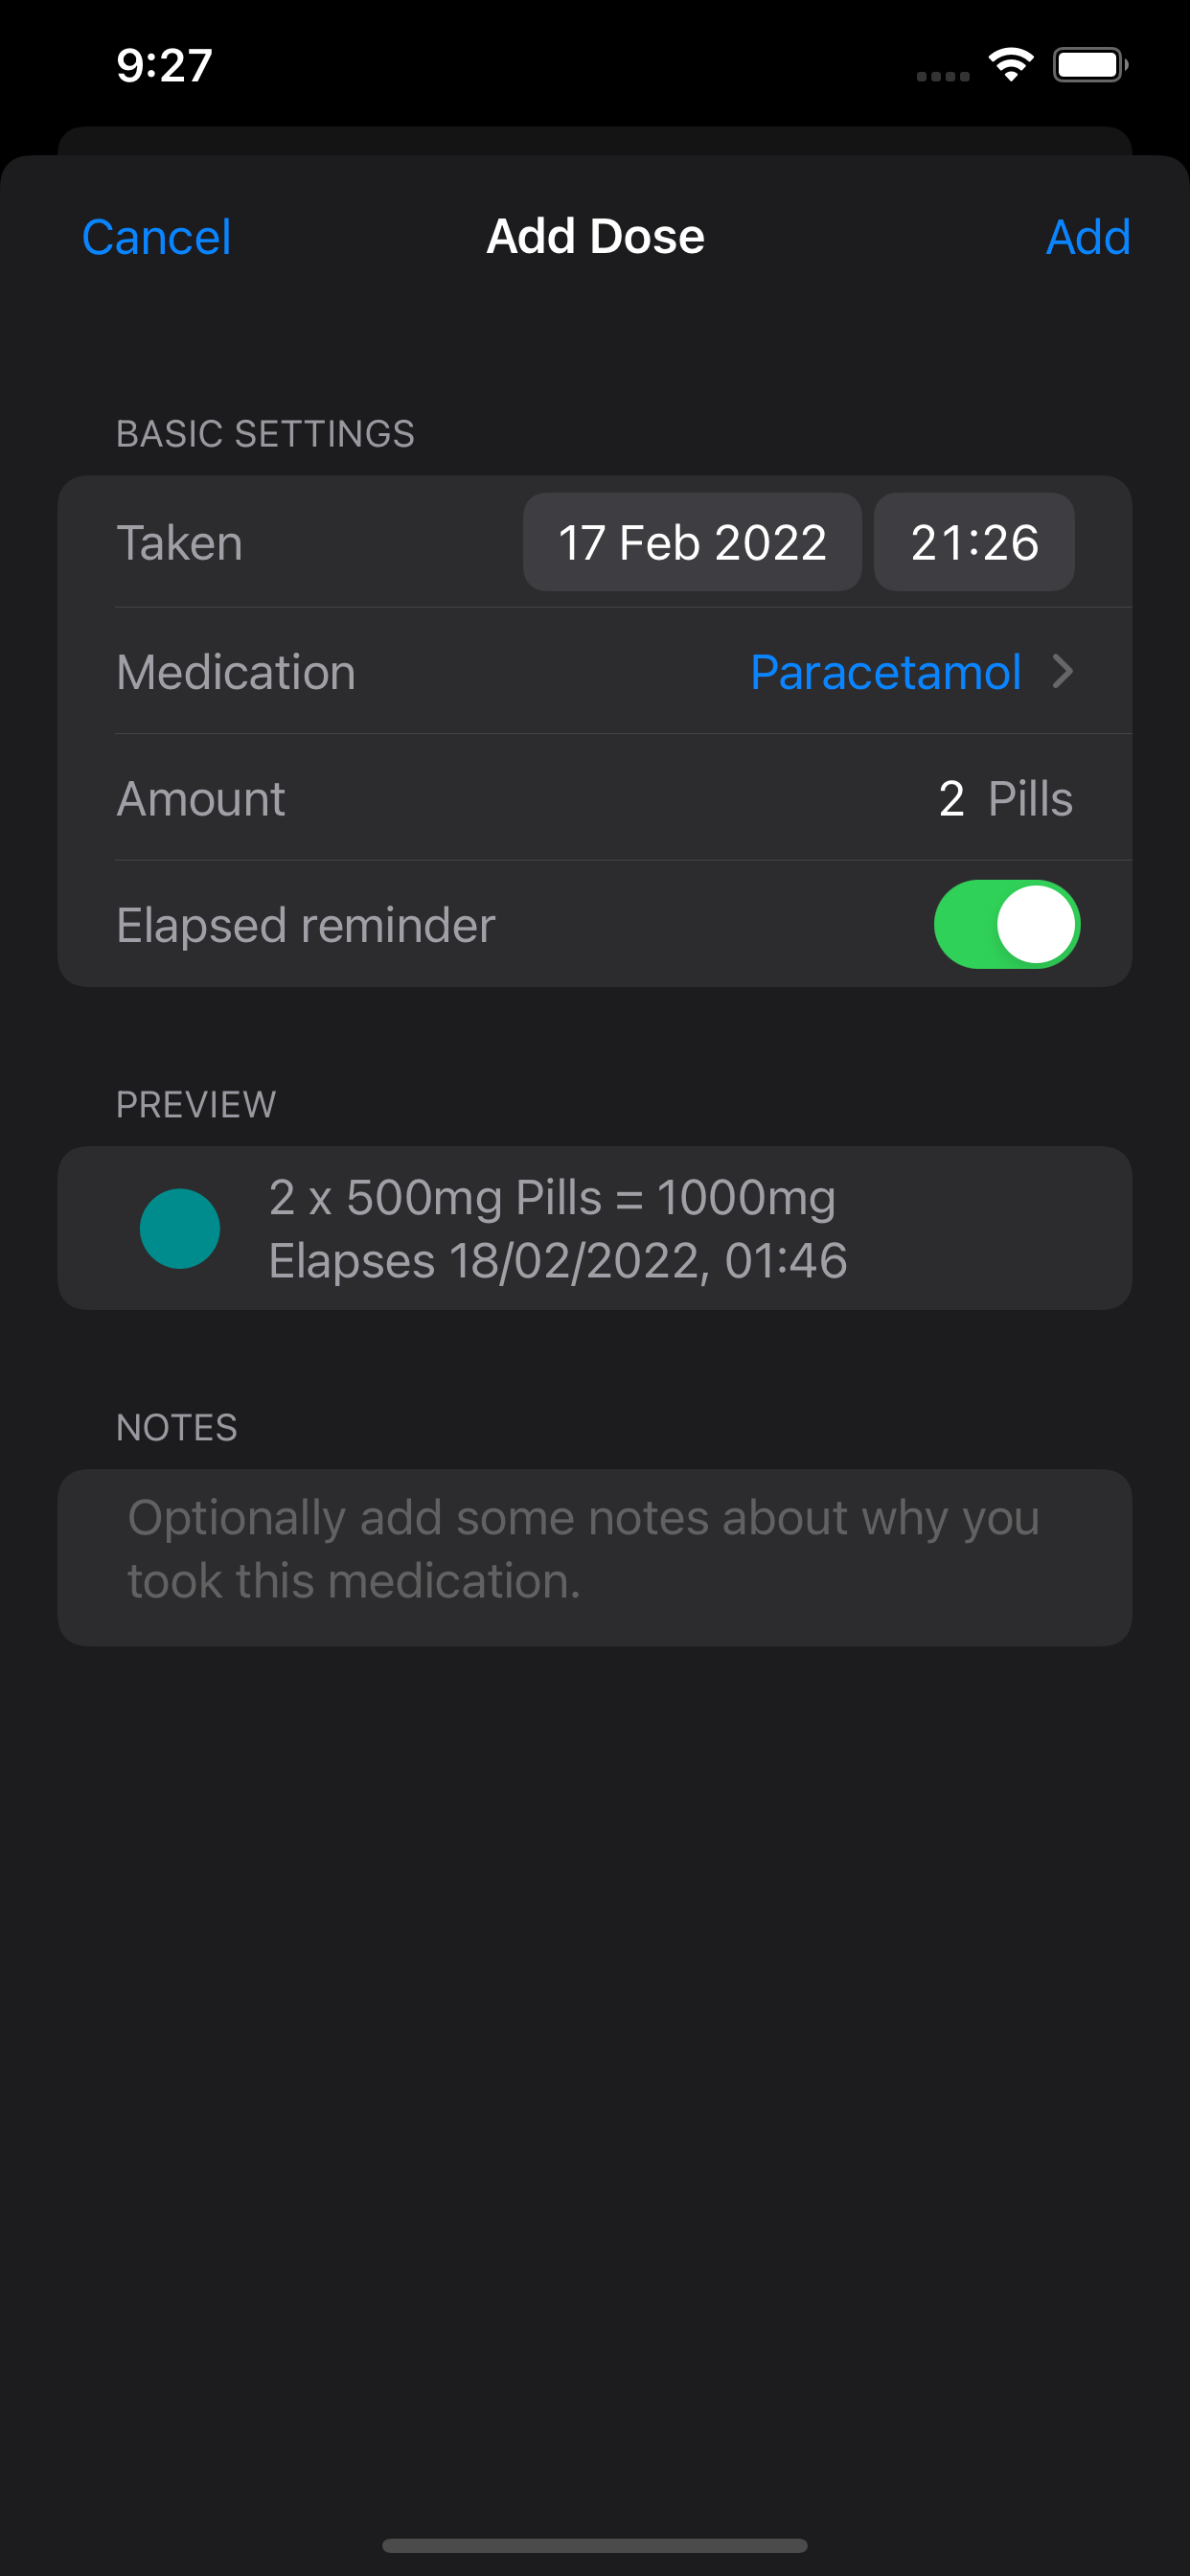 9:27
Cancel Add Dose Add
BASIC SETTINGS
Taken 17 Feb 2022 21:26
Medication Paracetamol
Amount 2 Pills
Elapsed reminder
PREVIEW
2 x 500mg Pills = 1000mg
Elapses 18/02/2022, 01:46
NOTES
Optionally add some notes about why you
took this medication.